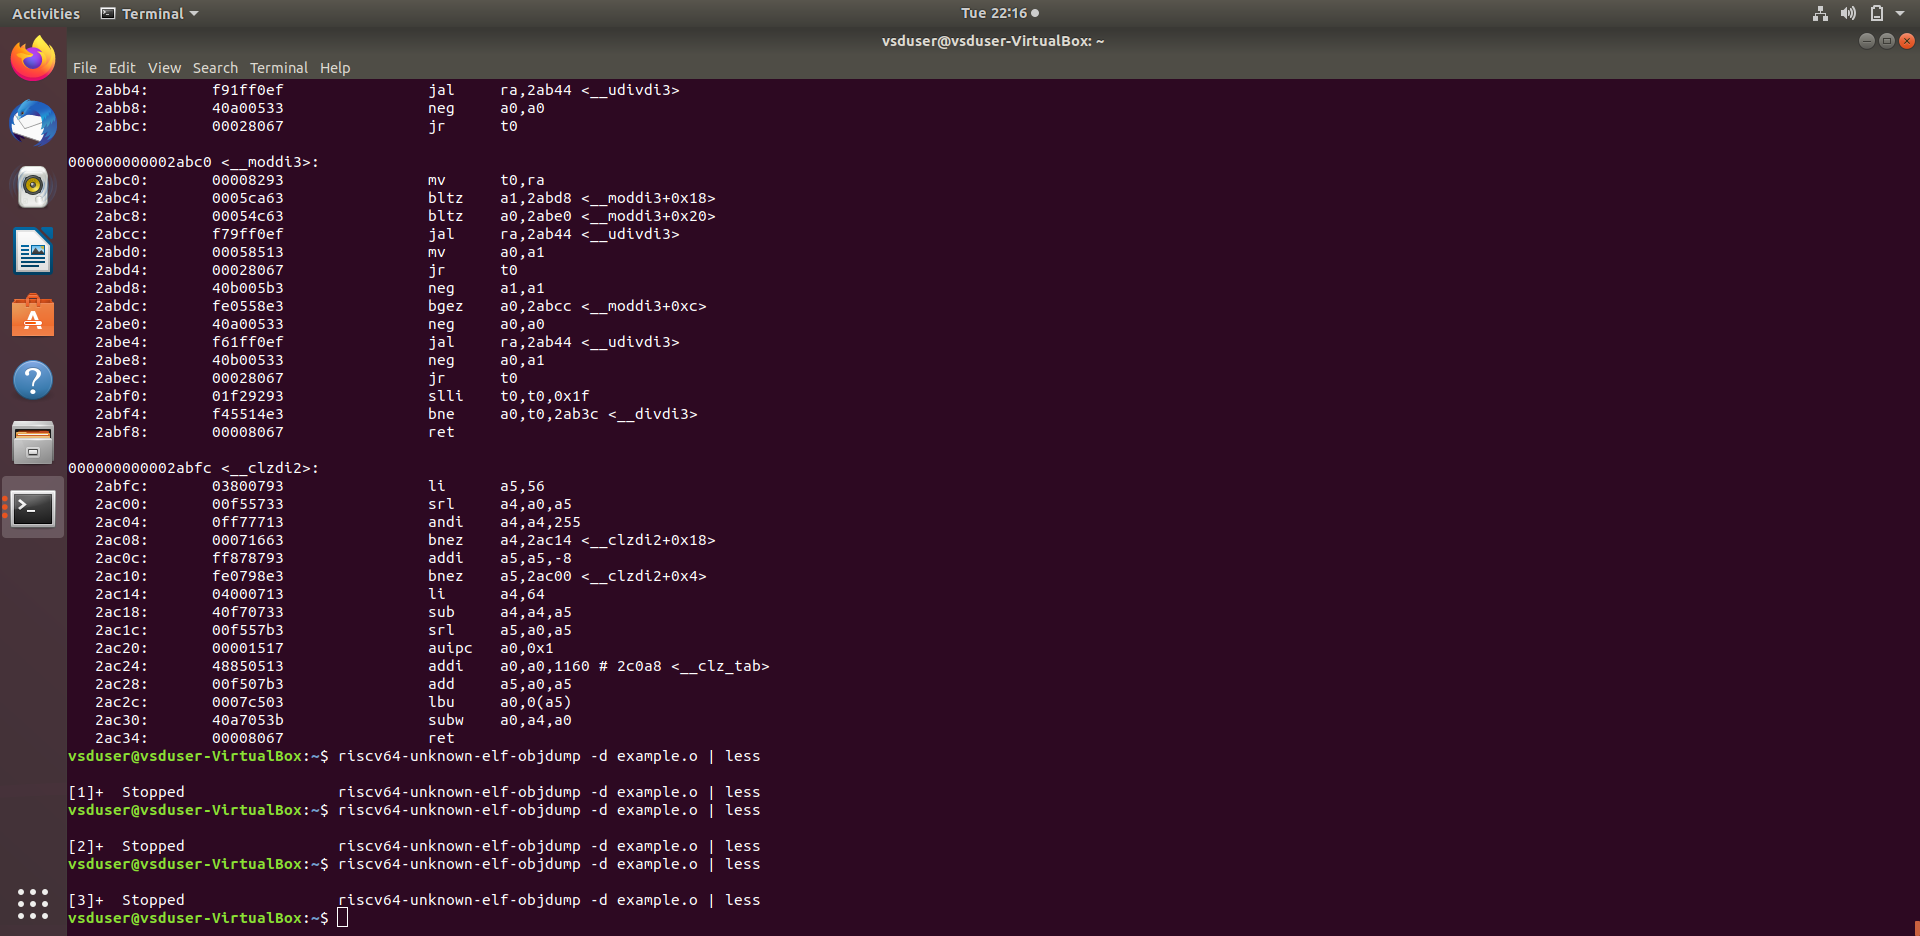 Activities Terminal Tue 22:16
vsduser@vsduser-VirtualBox: ~
File Edit View Search Terminal Help
2abb4: f91ff0ef jal ra,2ab44 <__udivdi3>
2abb8: 40a00533 neg a0,a0
2abbc: 00028067 jr t0
000000000002abc0 <__moddi3>:
2abc0: 00008293 mv t0,ra
2abc4: 0005ca63 bltz a1,2abd8 <__moddi3+0x18>
2abc8: 00054c63 bltz a0,2abe0 <__moddi3+0x20>
2abcc: f79ff0ef jal ra,2ab44 <__udivdi3>
2abd0: 00058513 mv a0,a1
2abd4: 00028067 jr t0
2abd8: 40b005b3 neg a1,a1
2abdc: fe0558e3 bgez a0,2abcc <__moddi3+0xc>
2abe0: 40a00533 neg a0,a0
2abe4: f61ff0ef jal ra,2ab44 <__udivdi3>
2abe8: 40b00533 neg a0,a1
2abec: 00028067 jr t0
2abf0: 01f29293 slli t0,t0,0x1f
2abf4: f45514e3 bne a0,t0,2ab3c <__divdi3>
2abf8: 00008067 ret
000000000002abfc <__clzdi2>:
2abfc: 03800793 li a5,56
2ac00: 00f55733 srl a4,a0,a5
2ac04: 0ff77713 andi a4,a4,255
2ac08: 00071663 bnez a4,2ac14 <__clzdi2+0x18>
2ac0c: ff878793 addi a5,a5,-8
2ac10: fe0798e3 bnez a5,2ac00 <__clzdi2+0x4>
2ac14: 04000713 li a4,64
2ac18: 40f70733 sub a4,a4,a5
2ac1c: 00f557b3 srl a5,a0,a5
2ac20: 00001517 auipc a0,0x1
2ac24: 48850513 addi a0,a0,1160 # 2c0a8 <__clz_tab>
2ac28: 00f507b3 add a5,a0,a5
2ac2c: 0007c503 lbu a0,0(a5)
2ac30: 40a7053b subw a0,a4,a0
2ac34: 00008067 ret
vsduser@vsduser-VirtualBox:~$ riscv64-unknown-elf-objdump -d example.o | less
[1]+ Stopped riscv64-unknown-elf-objdump -d example.o | less
vsduser@vsduser-VirtualBox:~$ riscv64-unknown-elf-objdump -d example.o | less
[2]+ Stopped riscv64-unknown-elf-objdump -d example.o | less
vsduser@vsduser-VirtualBox:~$ riscv64-unknown-elf-objdump -d example.o | less
[3]+ Stopped riscv64-unknown-elf-objdump -d example.o | less
vsduser@vsduser-VirtualBox:~$